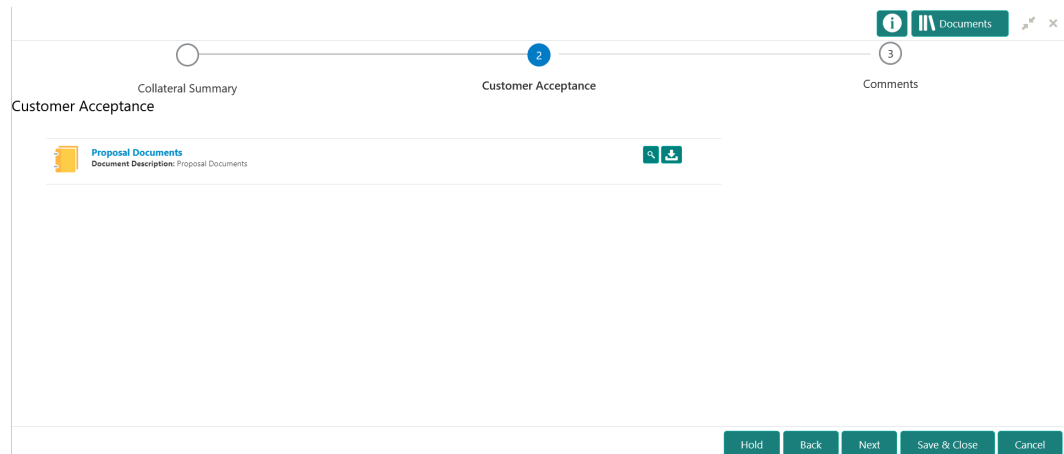 Documents
2
3
Collateral Summary
Customer Acceptance
Comments
Customer Acceptance
Proposal Documents
Document Description: Proposal Documents
Hold
Back
Next
Save & Close
Cancel